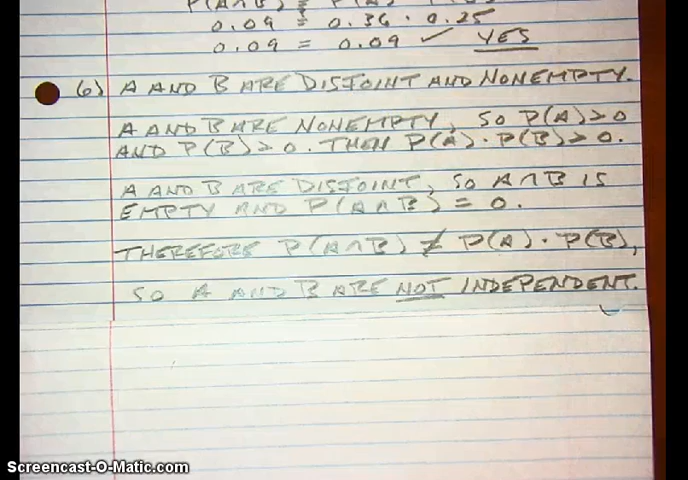 P(A∩B) = P(A) · P(B)
0.09 ≟ 0.36 · 0.25
0.09 = 0.09 ✓ YES
6) A AND B ARE DISJOINT AND NONEMPTY.
A AND B ARE NONEMPTY, SO P(A)>0
AND P(B)>0. THEN P(A)·P(B)>0.
A AND B ARE DISJOINT, SO A∩B IS
EMPTY AND P(A∩B) = 0.
THEREFORE P(A∩B) ≠ P(A)·P(B),
SO A AND B ARE NOT INDEPENDENT.
Screencast-O-Matic.com